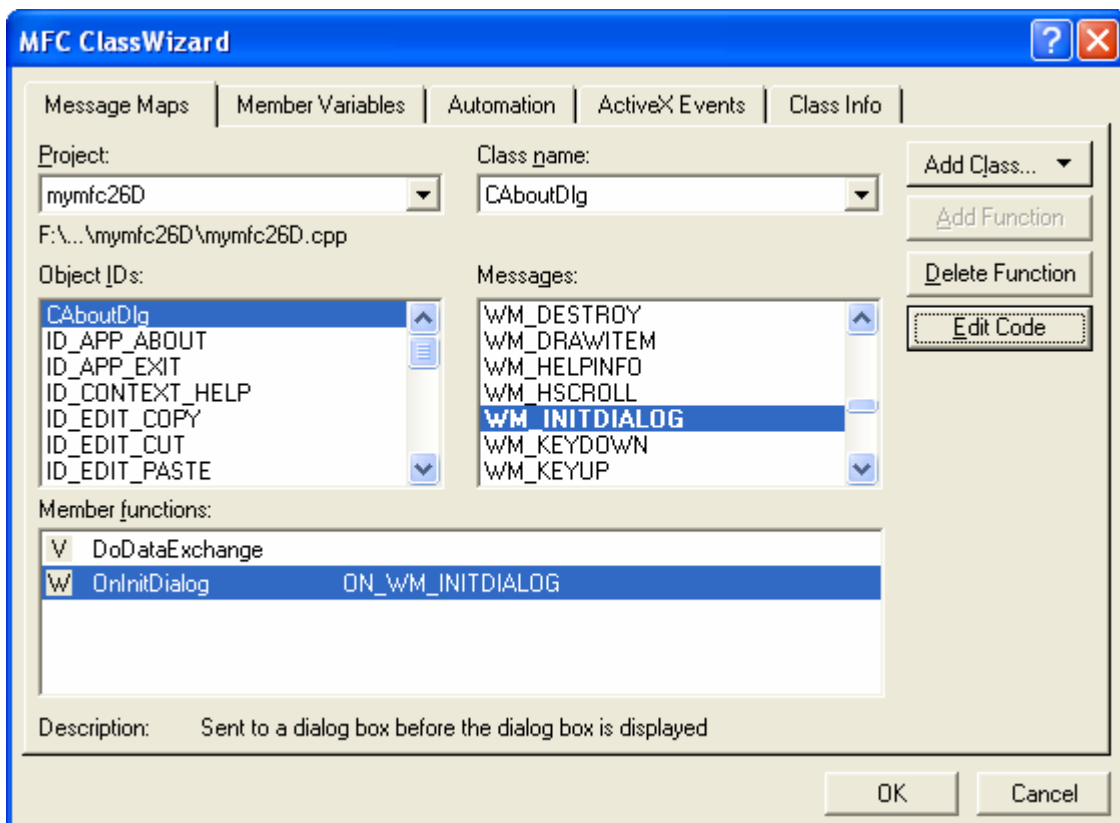 MFC ClassWizard
Message Maps Member Variables Automation ActiveX Events Class Info
Project:
mymfc26D
F:\...\mymfc26D\mymfc26D.cpp
Class name:
CAboutDlg
Add Class...
Add Function
Delete Function
Edit Code
Object IDs:
CAboutDlg
ID_APP_ABOUT
ID_APP_EXIT
ID_CONTEXT_HELP
ID_EDIT_COPY
ID_EDIT_CUT
ID_EDIT_PASTE
Messages:
WM_DESTROY
WM_DRAWITEM
WM_HELPINFO
WM_HSCROLL
WM_INITDIALOG
WM_KEYDOWN
WM_KEYUP
Member functions:
V DoDataExchange
W OnInitDialog ON_WM_INITDIALOG
Description: Sent to a dialog box before the dialog box is displayed
OK Cancel